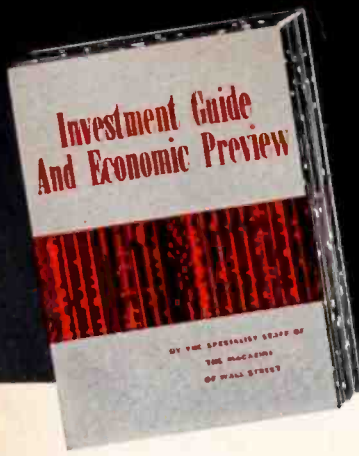 Investment Guide
And Economic Preview
BY THE SPECIALIST STAFF OF
THE MAGAZINE
OF WALL STREET